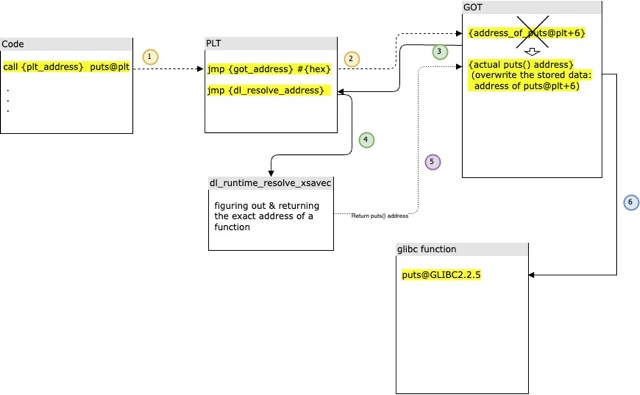 GOT
Code
PLT
{address_of_puts@plt+6}
1
2
3
call {plt_address} puts@plt
jmp {got_address} #{hex}
{actual puts() address}
(overwrite the stored data:
address of puts@plt+6)
jmp {dl_resolve_address}
.
.
.
4
5
dl_runtime_resolve_xsavec
figuring out & returning
the exact address of a
function
Return puts() address
6
glibc function
puts@GLIBC2.2.5